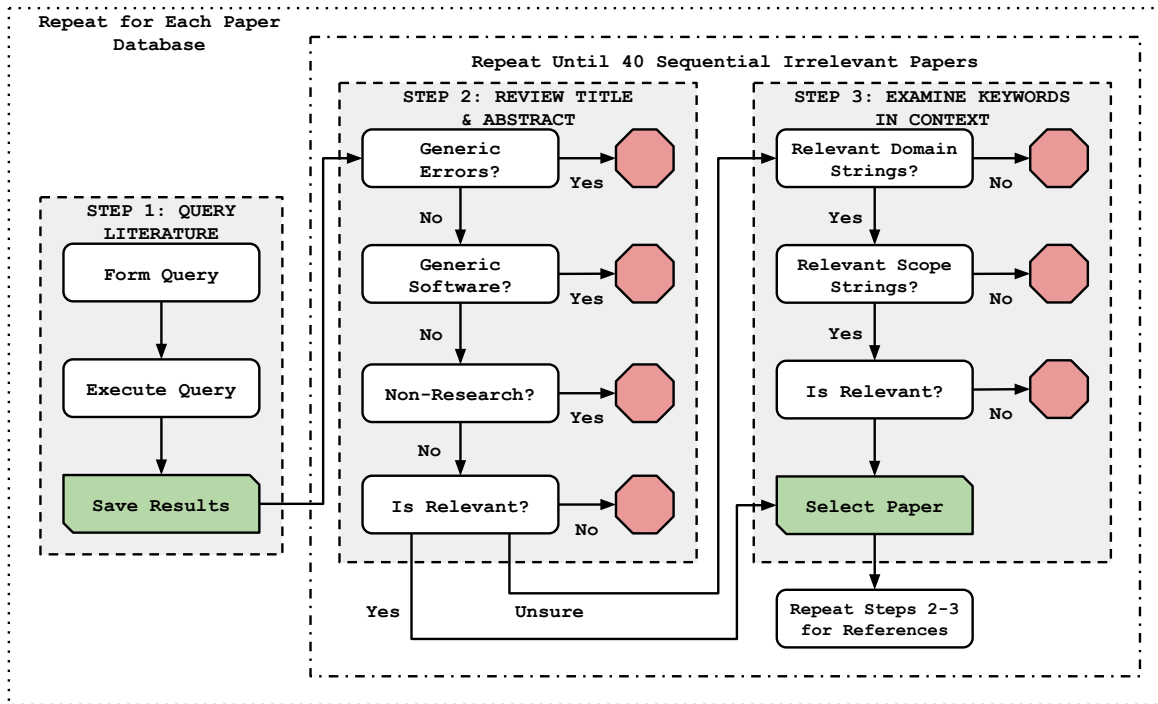 Repeat for Each Paper
Database
Repeat Until 40 Sequential Irrelevant Papers
STEP 1: QUERY
LITERATURE
Form Query
Execute Query
Save Results
STEP 2: REVIEW TITLE
& ABSTRACT
Generic
Errors?
Yes
No
Generic
Software?
Yes
No
Non-Research?
Yes
No
Is Relevant?
No
Yes
Unsure
STEP 3: EXAMINE KEYWORDS
IN CONTEXT
Relevant Domain
Strings?
No
Yes
Relevant Scope
Strings?
No
Yes
Is Relevant?
No
Select Paper
Repeat Steps 2-3
for References